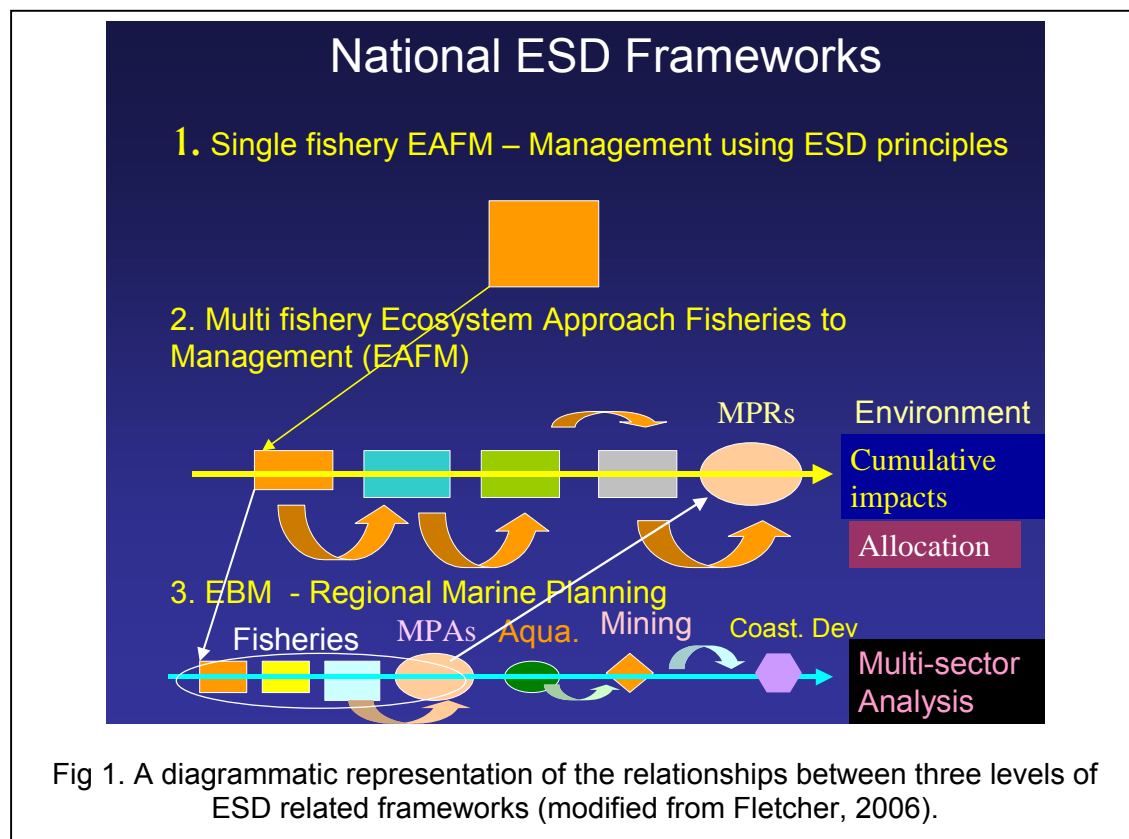 National ESD Frameworks
1. Single fishery EAFM – Management using ESD principles
2. Multi fishery Ecosystem Approach Fisheries to
Management (EAFM)
MPRs
Environment
Cumulative
impacts
Allocation
3. EBM - Regional Marine Planning
Fisheries
MPAs
Aqua.
Mining
Coast. Dev
Multi-sector
Analysis
Fig 1. A diagrammatic representation of the relationships between three levels of
ESD related frameworks (modified from Fletcher, 2006).